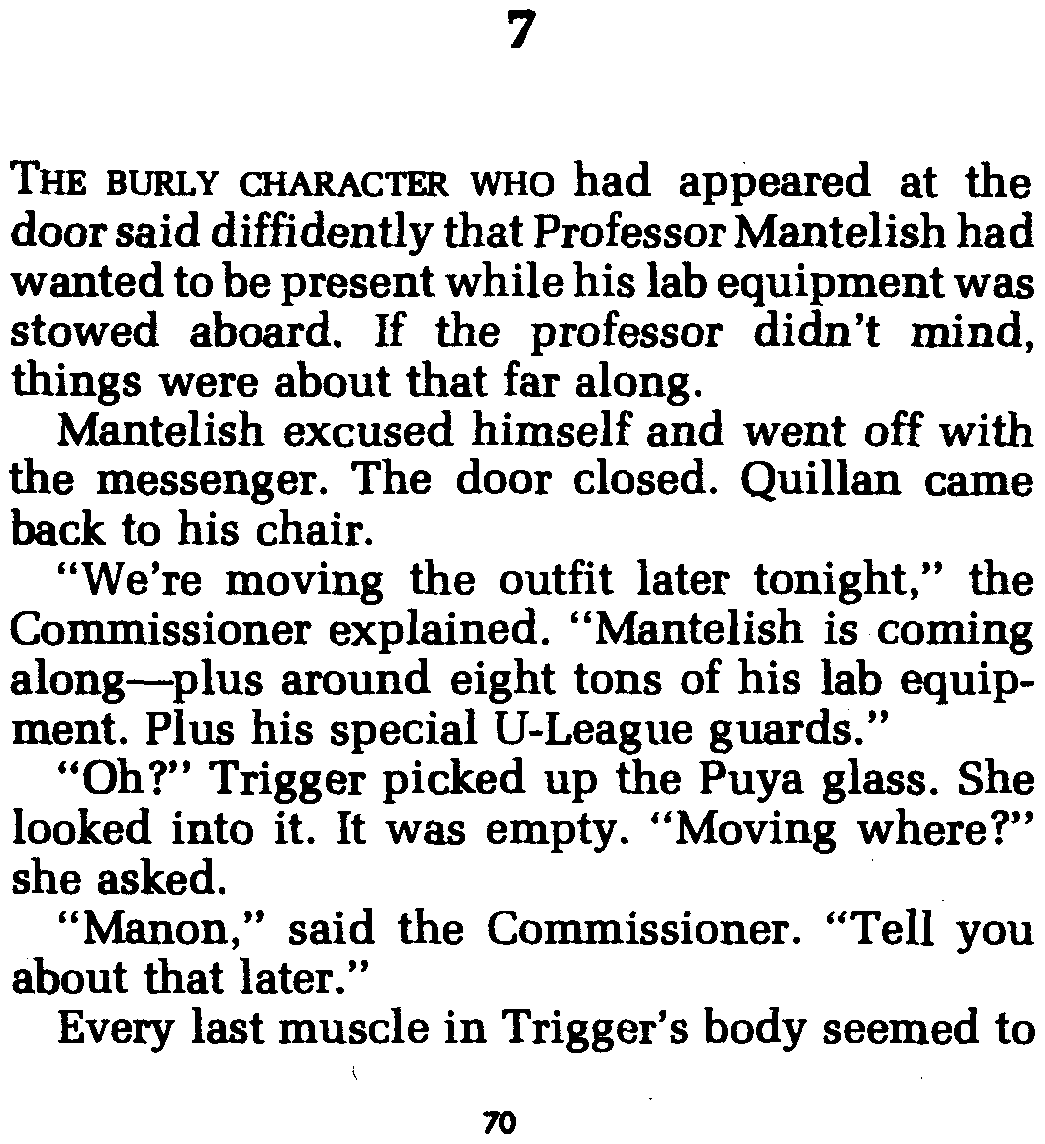 7
THE BURLY CHARACTER WHO had appeared at the
door said diffidently that Professor Mantelish had
wanted to be present while his lab equipment was
stowed aboard. If the professor didn't mind,
things were about that far along.
Mantelish excused himself and went off with
the messenger. The door closed. Quillan came
back to his chair.
“We're moving the outfit later tonight,” the
Commissioner explained. “Mantelish is coming
along—plus around eight tons of his lab equip-
ment. Plus his special U-League guards.”
“Oh?” Trigger picked up the Puya glass. She
looked into it. It was empty. “Moving where?”
she asked.
“Manon,” said the Commissioner. “Tell you
about that later.”
Every last muscle in Trigger's body seemed to
70